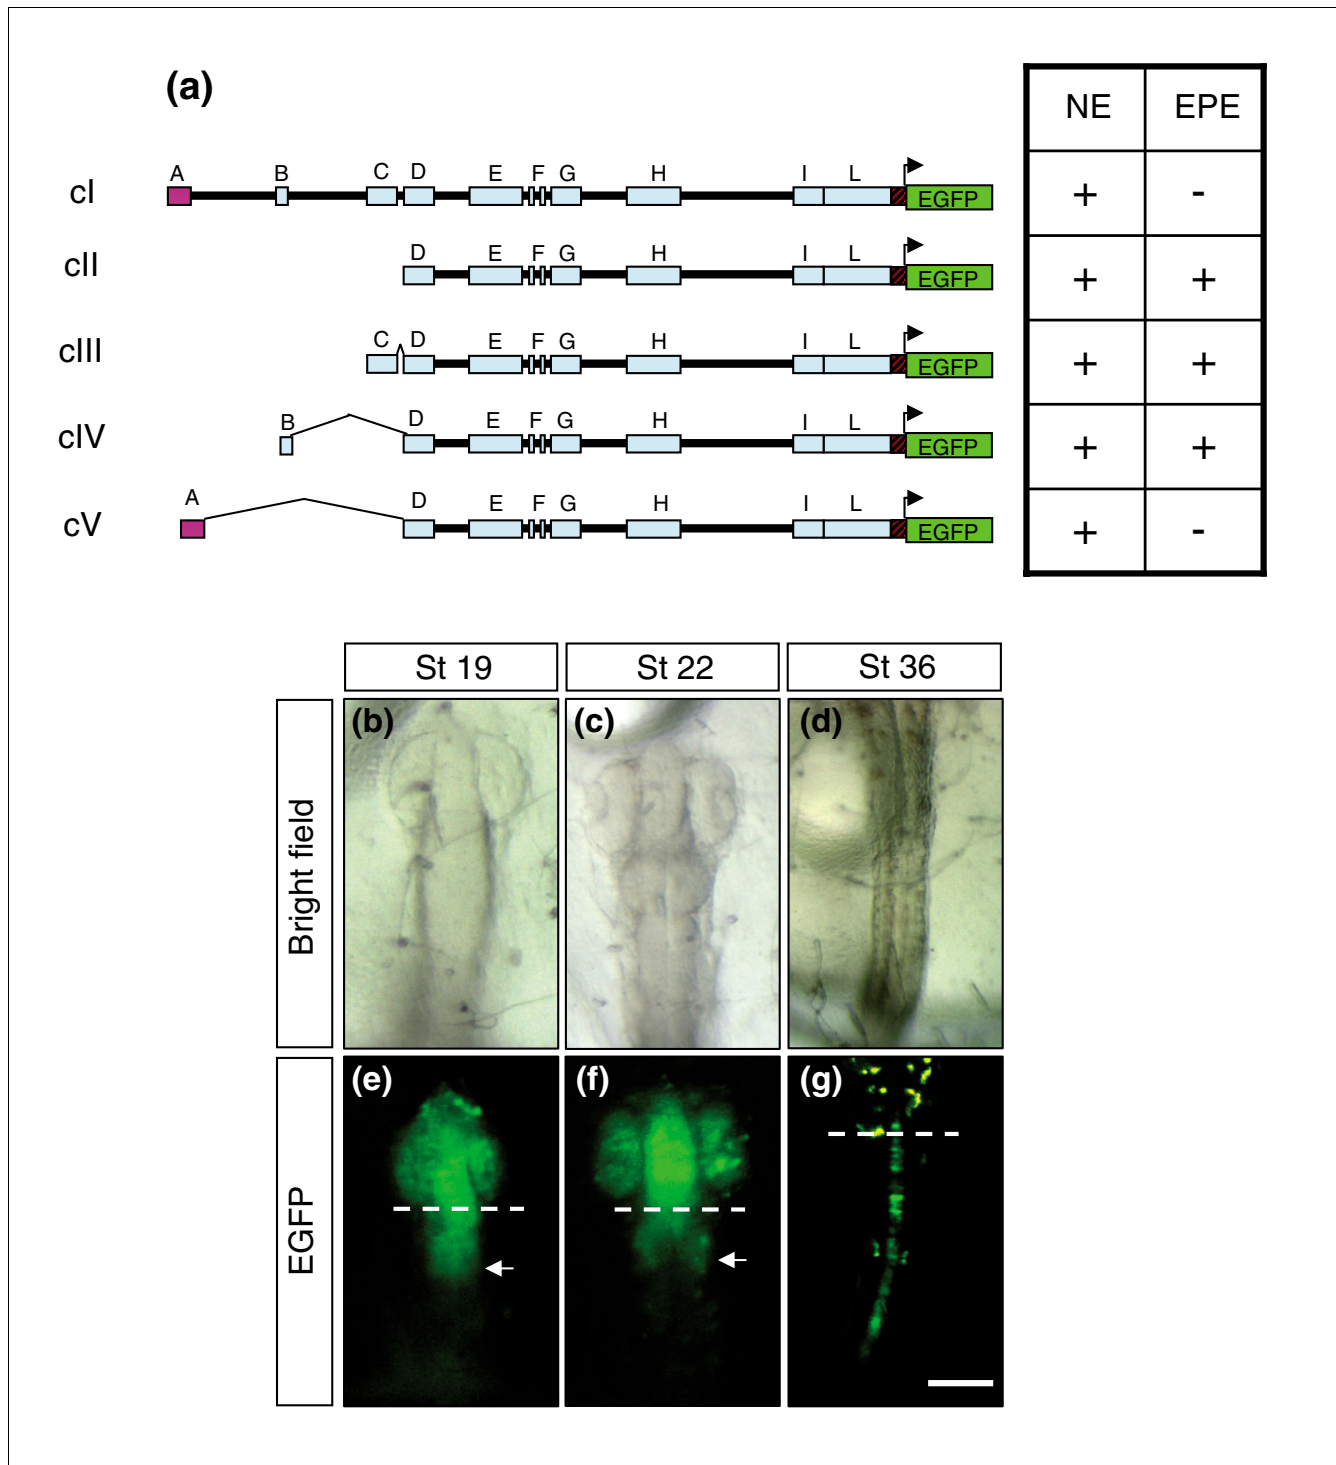 (a)
NE EPE
A B C D E F G H I L
cI EGFP + -
D E F G H I L
cII EGFP + +
C D E F G H I L
cIII EGFP + +
B D E F G H I L
cIV EGFP + +
A D E F G H I L
cV EGFP + -
St 19 St 22 St 36
Bright field
(b) (c) (d)
EGFP
(e) (f) (g)